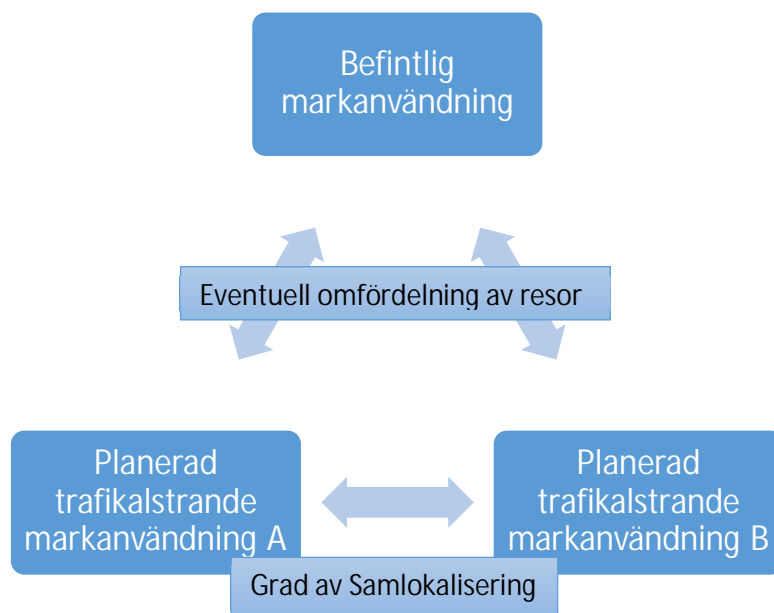 Befintlig
markanvändning
Eventuell omfördelning av resor
Planerad
trafikalstrande
markanvändning A
Planerad
trafikalstrande
markanvändning B
Grad av Samlokalisering